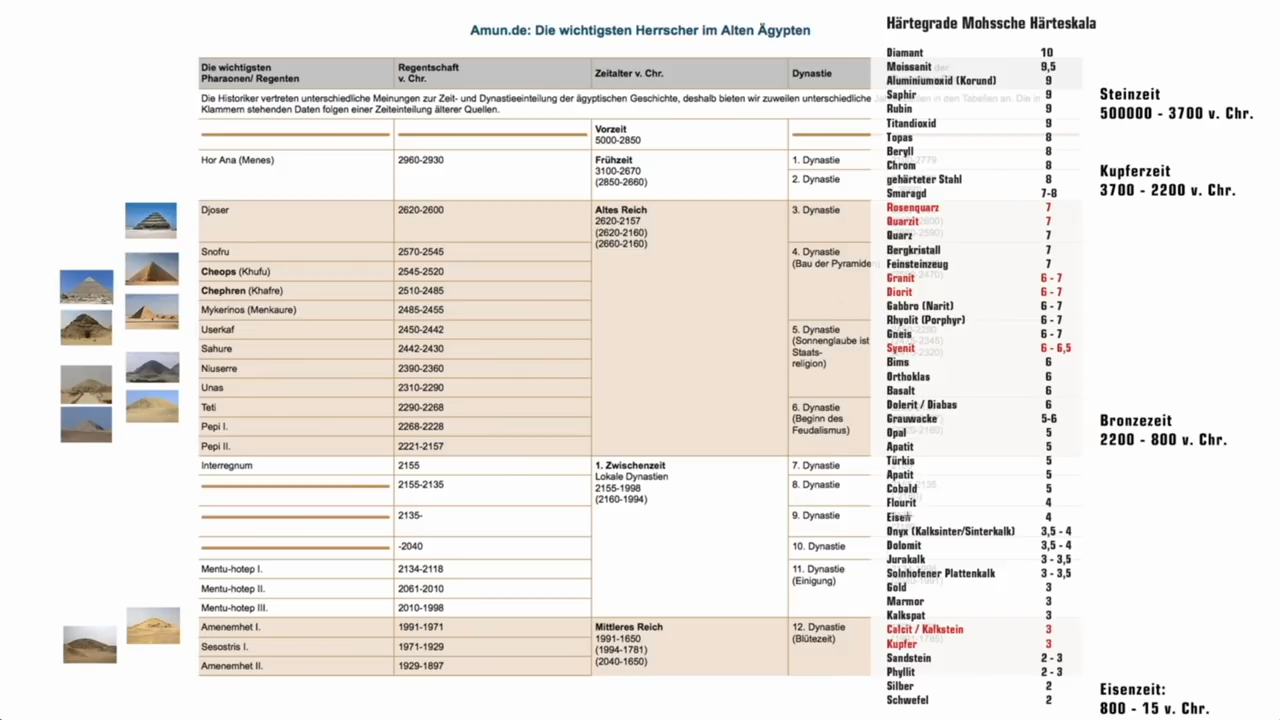 Amun.de: Die wichtigsten Herrscher im Alten Ägypten
Die wichtigsten Pharaonen/ Regenten
Regentschaft v. Chr.
Zeitalter v. Chr.
Dynastie
Die Historiker vertreten unterschiedliche Meinungen zur Zeit- und Dynastieeinteilung der ägyptischen Geschichte, deshalb bieten wir zuweilen unterschiedliche
Klammern stehenden Daten folgen einer Zeiteinteilung älterer Quellen.
Vorzeit
5000-2850
Hor Ana (Menes) 2960-2930
Frühzeit
3100-2670
(2850-2660)
1. Dynastie
2. Dynastie
Djoser 2620-2600
Altes Reich
2620-2157
(2620-2160)
(2660-2160)
3. Dynastie
Snofru 2570-2545
4. Dynastie
(Bau der Pyramiden)
Cheops (Khufu) 2545-2520
Chephren (Khafre) 2510-2485
Mykerinos (Menkaure) 2485-2455
Userkaf 2450-2442
5. Dynastie
(Sonnenglaube ist
Staats-
religion)
Sahure 2442-2430
Niuserre 2390-2360
Unas 2310-2290
Teti 2290-2268
6. Dynastie
(Beginn des
Feudalismus)
Pepi I. 2268-2228
Pepi II. 2221-2157
Interregnum 2155
1. Zwischenzeit
Lokale Dynastien
2155-1998
(2160-1994)
7. Dynastie
2155-2135
8. Dynastie
2135-
9. Dynastie
-2040
10. Dynastie
Mentu-hotep I. 2134-2118
11. Dynastie
(Einigung)
Mentu-hotep II. 2061-2010
Mentu-hotep III. 2010-1998
Amenemhet I. 1991-1971
Mittleres Reich
1991-1650
(1994-1781)
(2040-1650)
12. Dynastie
(Blütezeit)
Sesostris I. 1971-1929
Amenemhet II. 1929-1897
Härtegrade Mohssche Härteskala
Diamant 10
Moissanit 9,5
Aluminiumoxid (Korund) 9
Saphir 9
Rubin 9
Titandioxid 9
Topas 8
Beryll 8
Chrom 8
gehärteter Stahl 8
Smaragd 7-8
Rosenquarz 7
Quarzit 7
Quarz 7
Bergkristall 7
Feinsteinzeug 7
Granit 6 - 7
Diorit 6 - 7
Gabbro (Narit) 6 - 7
Rhyolit (Porphyr) 6 - 7
Gneis 6 - 7
Syenit 6 - 6,5
Bims 6
Orthoklas 6
Basalt 6
Dolerit / Diabas 6
Grauwacke 5-6
Opal 5
Apatit 5
Türkis 5
Apatit 5
Cobald 5
Flourit 4
Eisen 4
Onyx (Kalksinter/Sinterkalk) 3,5 - 4
Dolomit 3,5 - 4
Jurakalk 3 - 3,5
Solnhofener Plattenkalk 3 - 3,5
Gold 3
Marmor 3
Kalkspat 3
Calcit / Kalkstein 3
Kupfer 3
Sandstein 2 - 3
Phyllit 2 - 3
Silber 2
Schwefel 2
Steinzeit
500000 - 3700 v. Chr.
Kupferzeit
3700 - 2200 v. Chr.
Bronzezeit
2200 - 800 v. Chr.
Eisenzeit:
800 - 15 v. Chr.